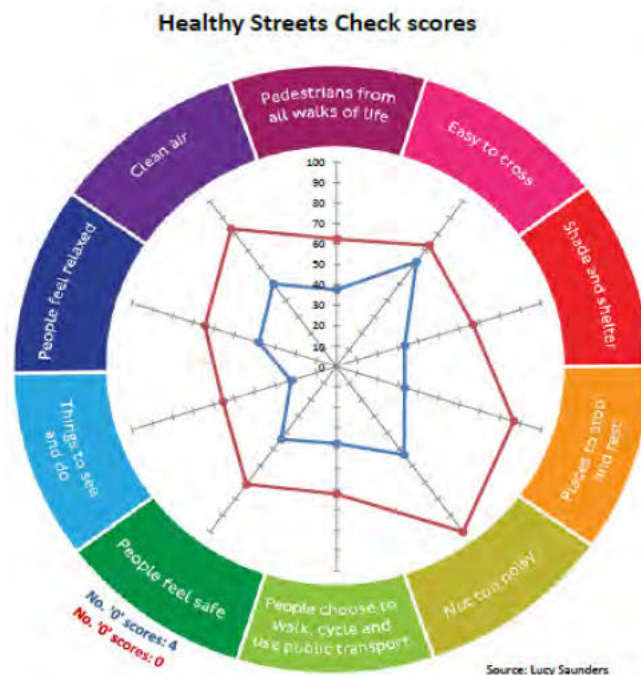 Healthy Streets Check scores
Pedestrians from
all walks of life
Easy to cross
Shade and shelter
Places to stop
and rest
Not too noisy
People choose to
walk, cycle and
use public transport
People feel safe
Things to see
and do
People feel relaxed
Clean air
100
90
80
70
60
50
40
30
20
10
0
No. '0' scores: 4
No. '0' scores: 0
Source: Lucy Saunders